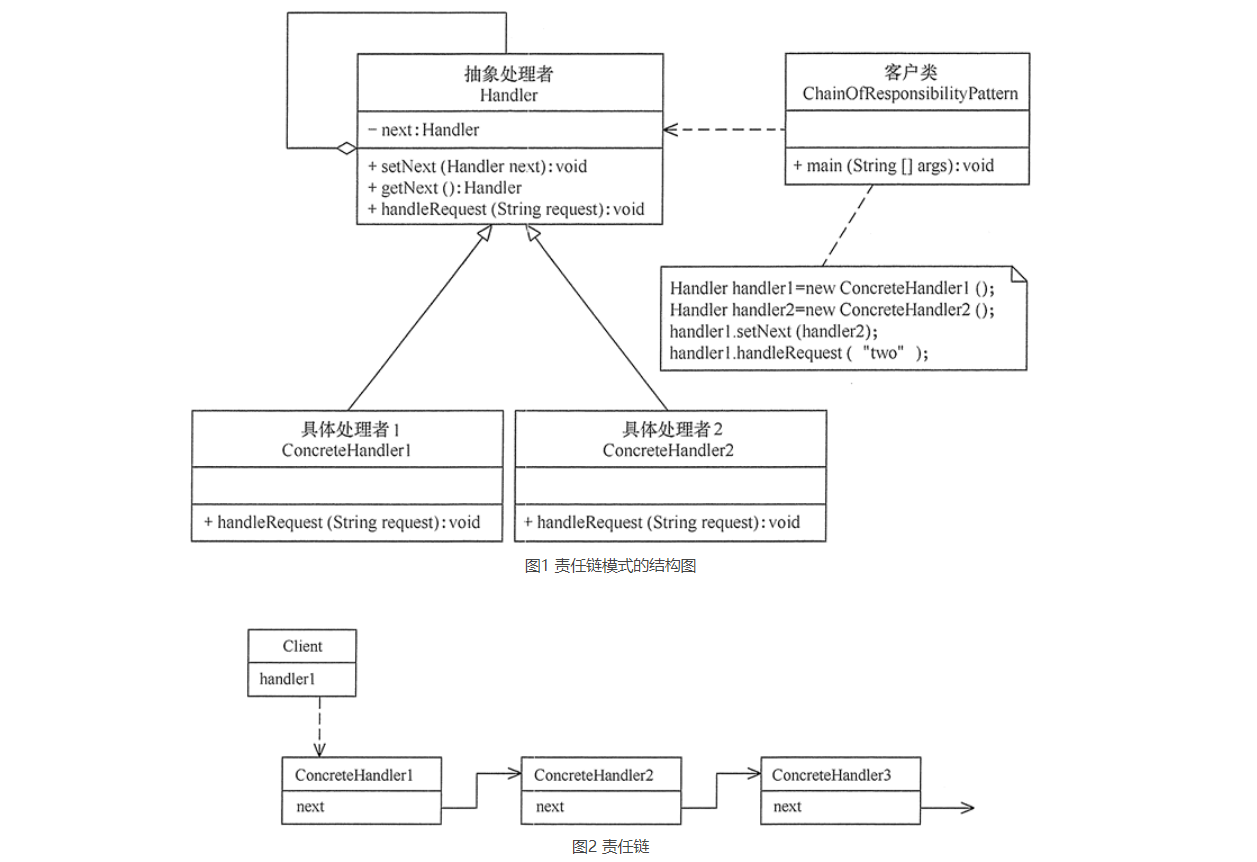 抽象处理者
Handler
− next:Handler
+ setNext (Handler next):void
+ getNext ():Handler
+ handleRequest (String request):void
客户类
ChainOfResponsibilityPattern
+ main (String [] args):void
Handler handler1=new ConcreteHandler1 ();
Handler handler2=new ConcreteHandler2 ();
handler1.setNext (handler2);
handler1.handleRequest ( "two" );
具体处理者1
ConcreteHandler1
+ handleRequest (String request):void
具体处理者2
ConcreteHandler2
+ handleRequest (String request):void
图1 责任链模式的结构图
Client
handler1
ConcreteHandler1
next
ConcreteHandler2
next
ConcreteHandler3
next
图2 责任链